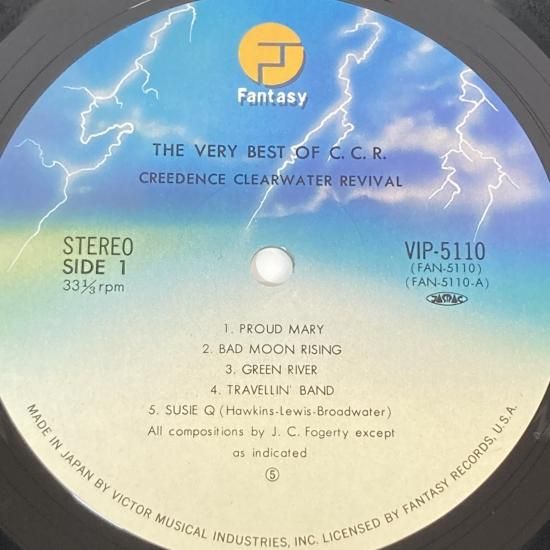 Fantasy
THE VERY BEST OF C. C. R.
CREEDENCE CLEARWATER REVIVAL
STEREO
SIDE 1
33⅓rpm
VIP-5110
(FAN-5110)
(FAN-5110-A)
JASRAC
1. PROUD MARY
2. BAD MOON RISING
3. GREEN RIVER
4. TRAVELLIN' BAND
5. SUSIE Q (Hawkins-Lewis-Broadwater)
All compositions by J. C. Fogerty except
as indicated
⑤
MADE IN JAPAN BY VICTOR MUSICAL INDUSTRIES, INC. LICENSED BY FANTASY RECORDS, U.S.A.